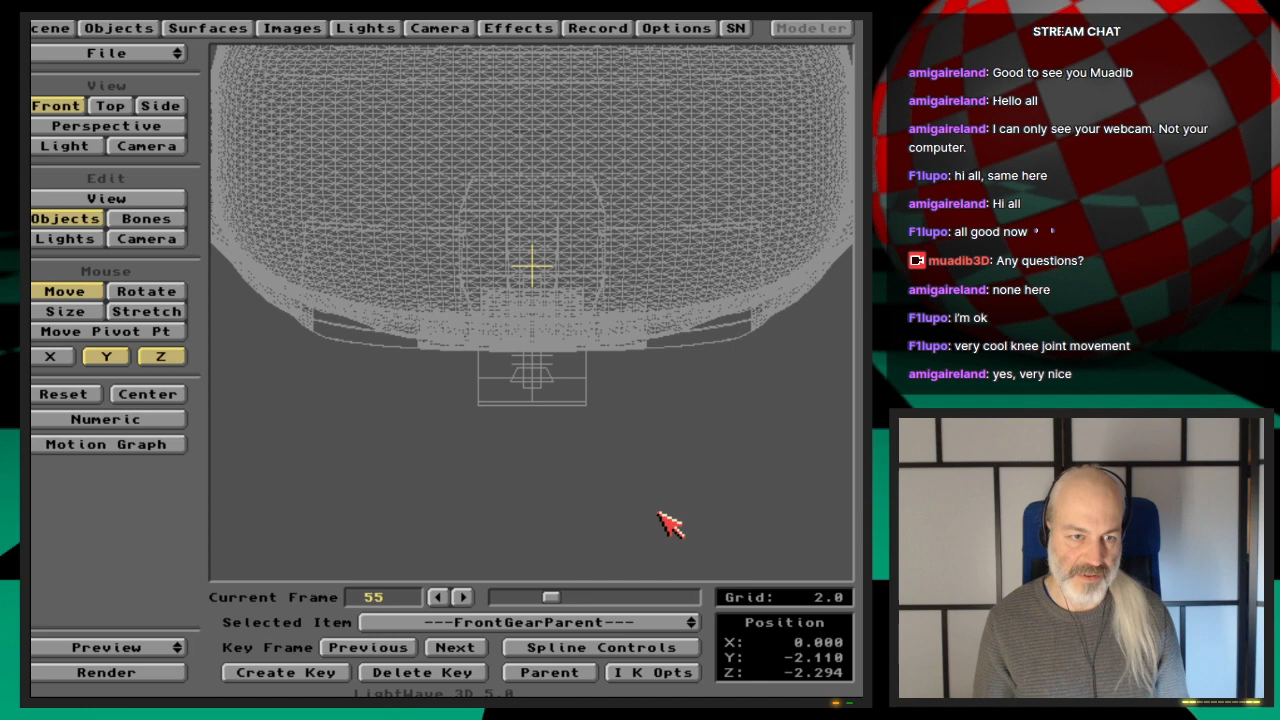 cene Objects Surfaces Images Lights Camera Effects Record Options SN Modeler
File
View
Front Top Side
Perspective
Light Camera
Edit
View
Objects Bones
Lights Camera
Mouse
Move Rotate
Size Stretch
Move Pivot Pt
X Y Z
Reset Center
Numeric
Motion Graph
Preview
Render
Current Frame 55
Selected Item ---FrontGearParent---
Key Frame Previous Next Spline Controls
Create Key Delete Key Parent I K Opts
LightWave 3D 5.0
Grid: 2.0
Position
X: 0.000
Y: -2.110
Z: -2.294
STREAM CHAT
amigaireland: Good to see you Muadib
amigaireland: Hello all
amigaireland: I can only see your webcam. Not your
computer.
F1lupo: hi all, same here
amigaireland: Hi all
F1lupo: all good now
muadib3D: Any questions?
amigaireland: none here
F1lupo: i'm ok
F1lupo: very cool knee joint movement
amigaireland: yes, very nice